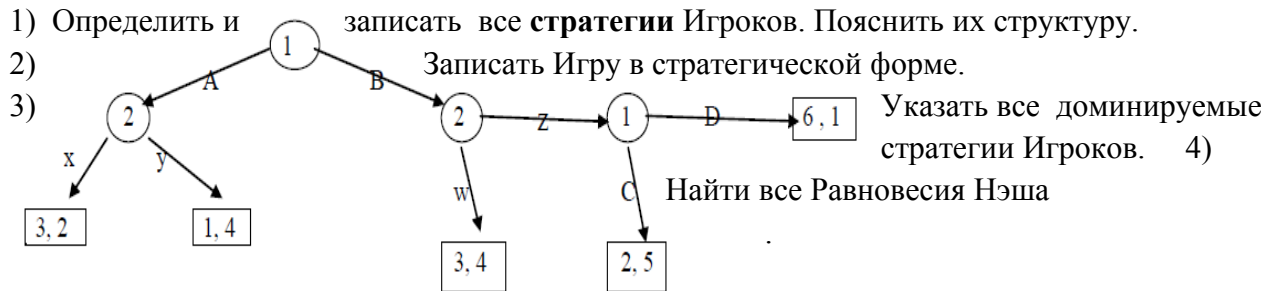 1) Определить и записать все стратегии Игроков. Пояснить их структуру.
1
2) Записать Игру в стратегической форме.
A B
3) Указать все доминируемые
2 2 Z 1 D 6 , 1
стратегии Игроков. 4)
x y w C Найти все Равновесия Нэша
3, 2 1, 4
3, 4 2, 5 .